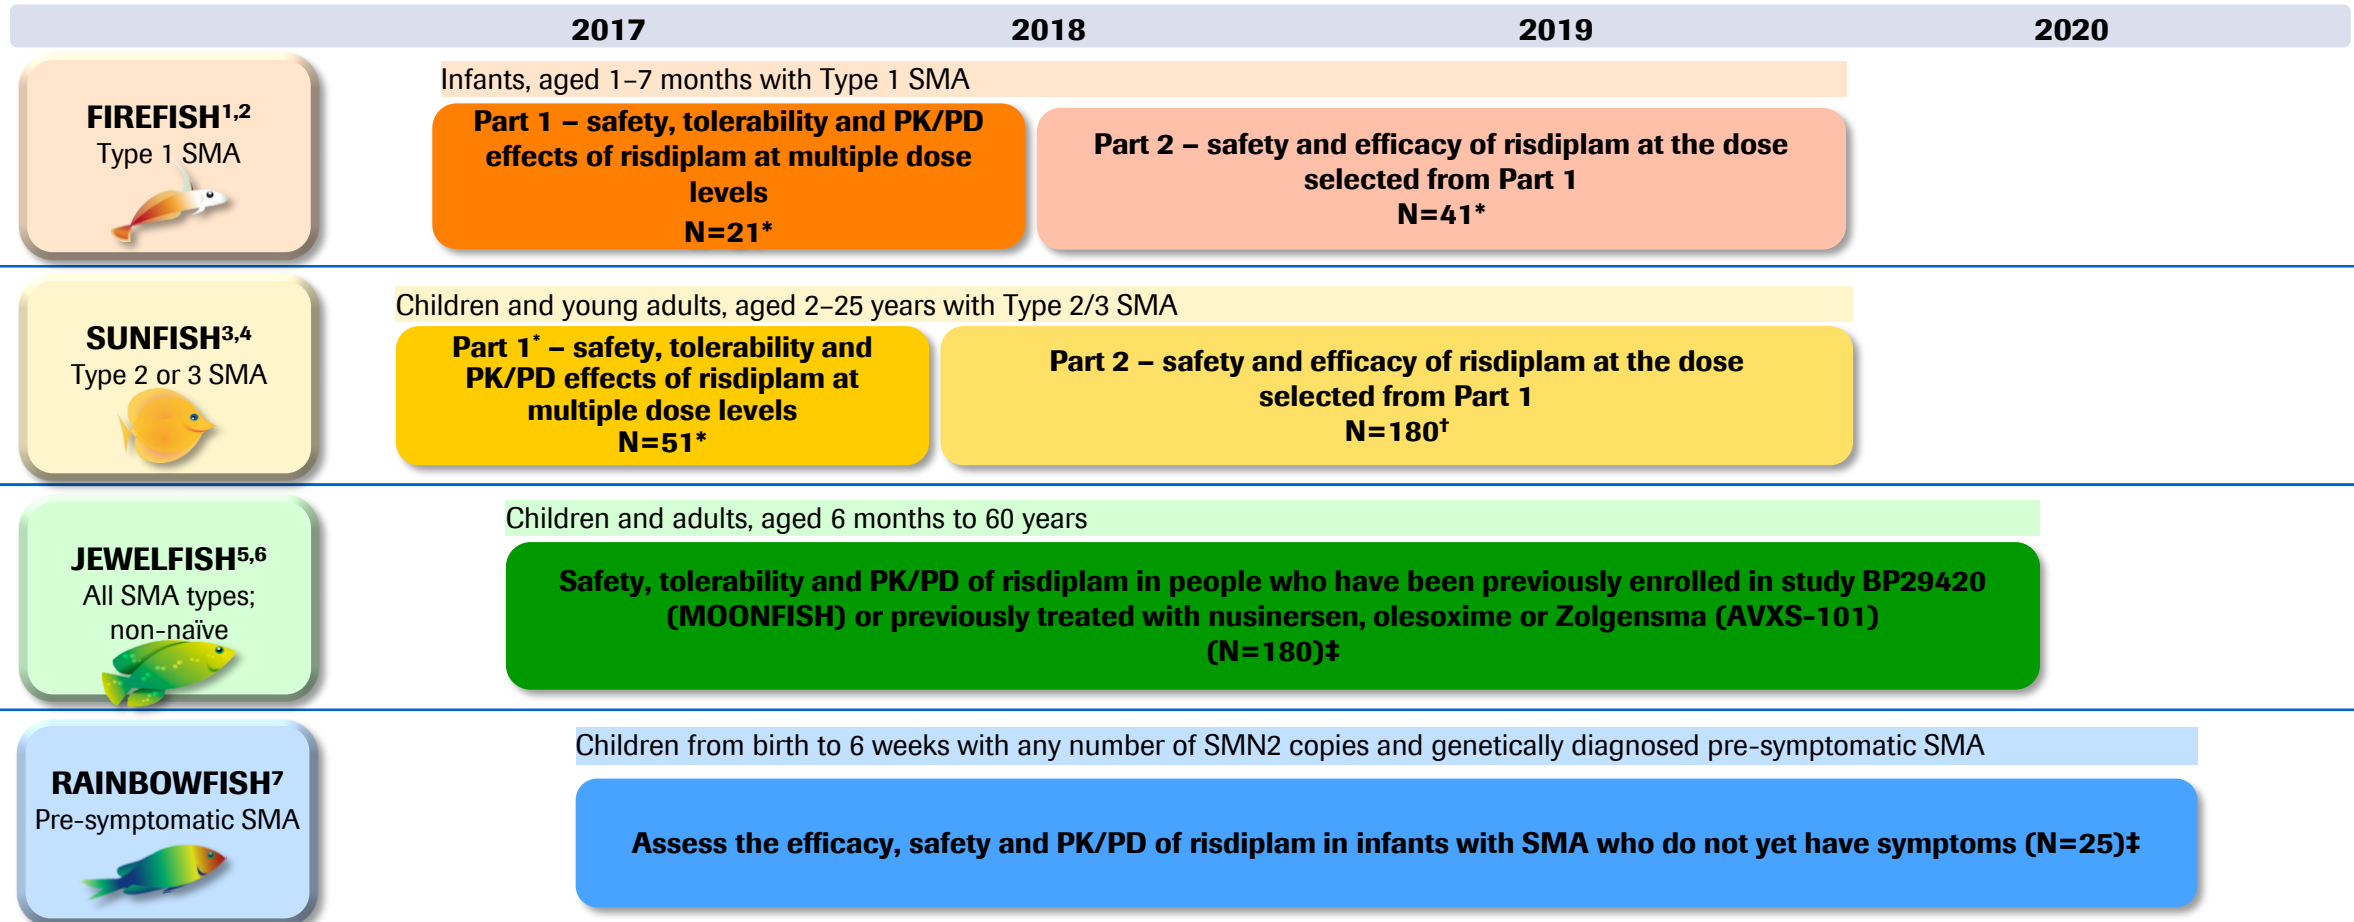 2017 2018 2019 2020
FIREFISH¹,²
Type 1 SMA
Infants, aged 1–7 months with Type 1 SMA
Part 1 – safety, tolerability and PK/PD
effects of risdiplam at multiple dose
levels
N=21*
Part 2 – safety and efficacy of risdiplam at the dose
selected from Part 1
N=41*
SUNFISH³,⁴
Type 2 or 3 SMA
Children and young adults, aged 2–25 years with Type 2/3 SMA
Part 1* – safety, tolerability and
PK/PD effects of risdiplam at
multiple dose levels
N=51*
Part 2 – safety and efficacy of risdiplam at the dose
selected from Part 1
N=180†
JEWELFISH⁵,⁶
All SMA types;
non-naïve
Children and adults, aged 6 months to 60 years
Safety, tolerability and PK/PD of risdiplam in people who have been previously enrolled in study BP29420
(MOONFISH) or previously treated with nusinersen, olesoxime or Zolgensma (AVXS-101)
(N=180)‡
RAINBOWFISH⁷
Pre-symptomatic SMA
Children from birth to 6 weeks with any number of SMN2 copies and genetically diagnosed pre-symptomatic SMA
Assess the efficacy, safety and PK/PD of risdiplam in infants with SMA who do not yet have symptoms (N=25)‡